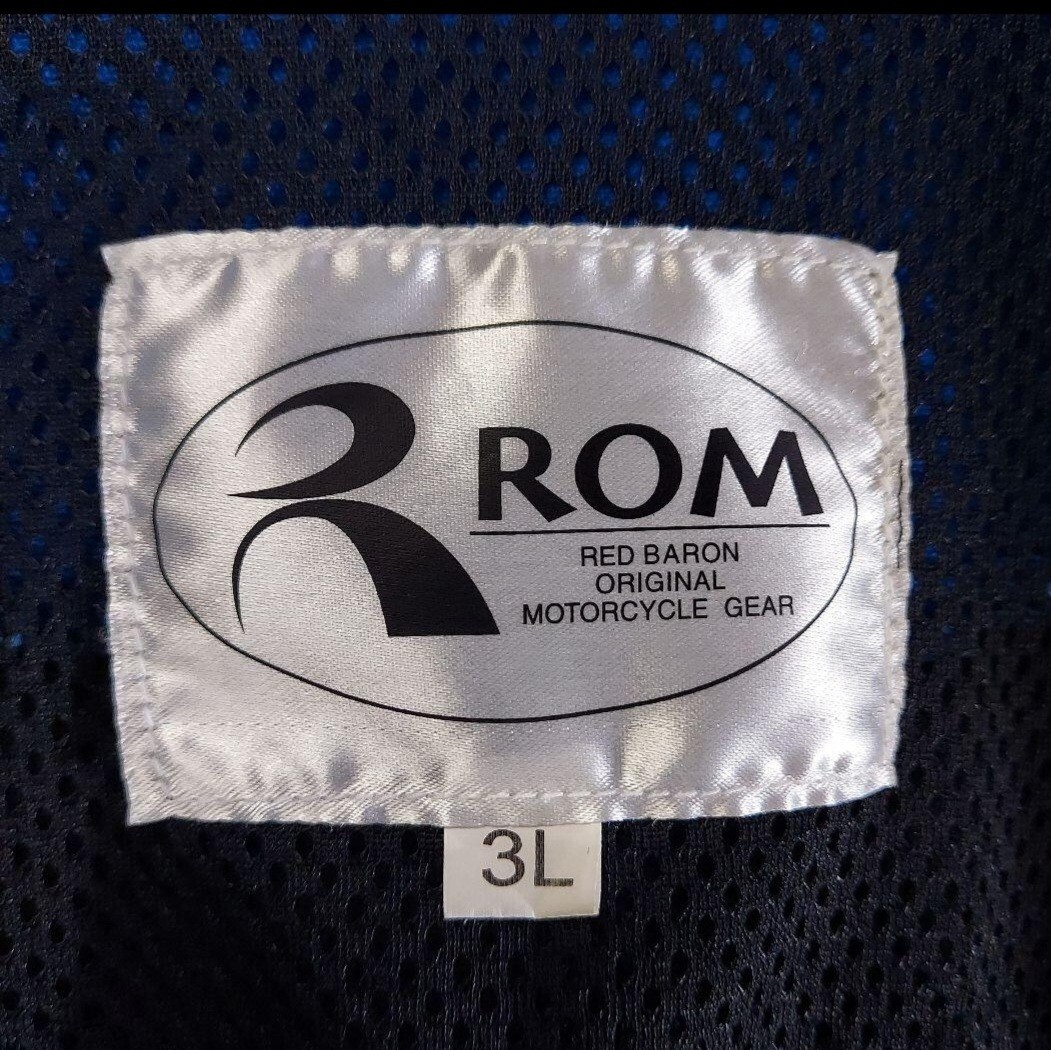 ROM
RED BARON
ORIGINAL
MOTORCYCLE GEAR
3L